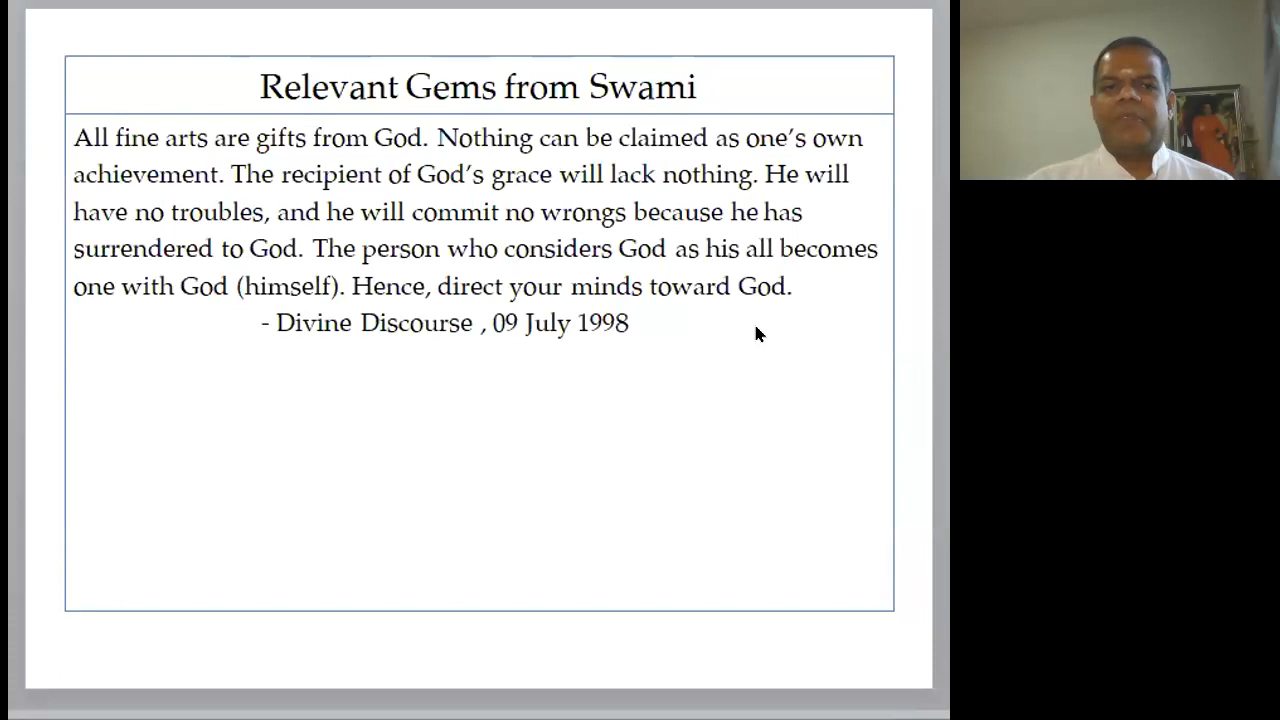 Relevant Gems from Swami
All fine arts are gifts from God. Nothing can be claimed as one’s own
achievement. The recipient of God’s grace will lack nothing. He will
have no troubles, and he will commit no wrongs because he has
surrendered to God. The person who considers God as his all becomes
one with God (himself). Hence, direct your minds toward God.
- Divine Discourse , 09 July 1998